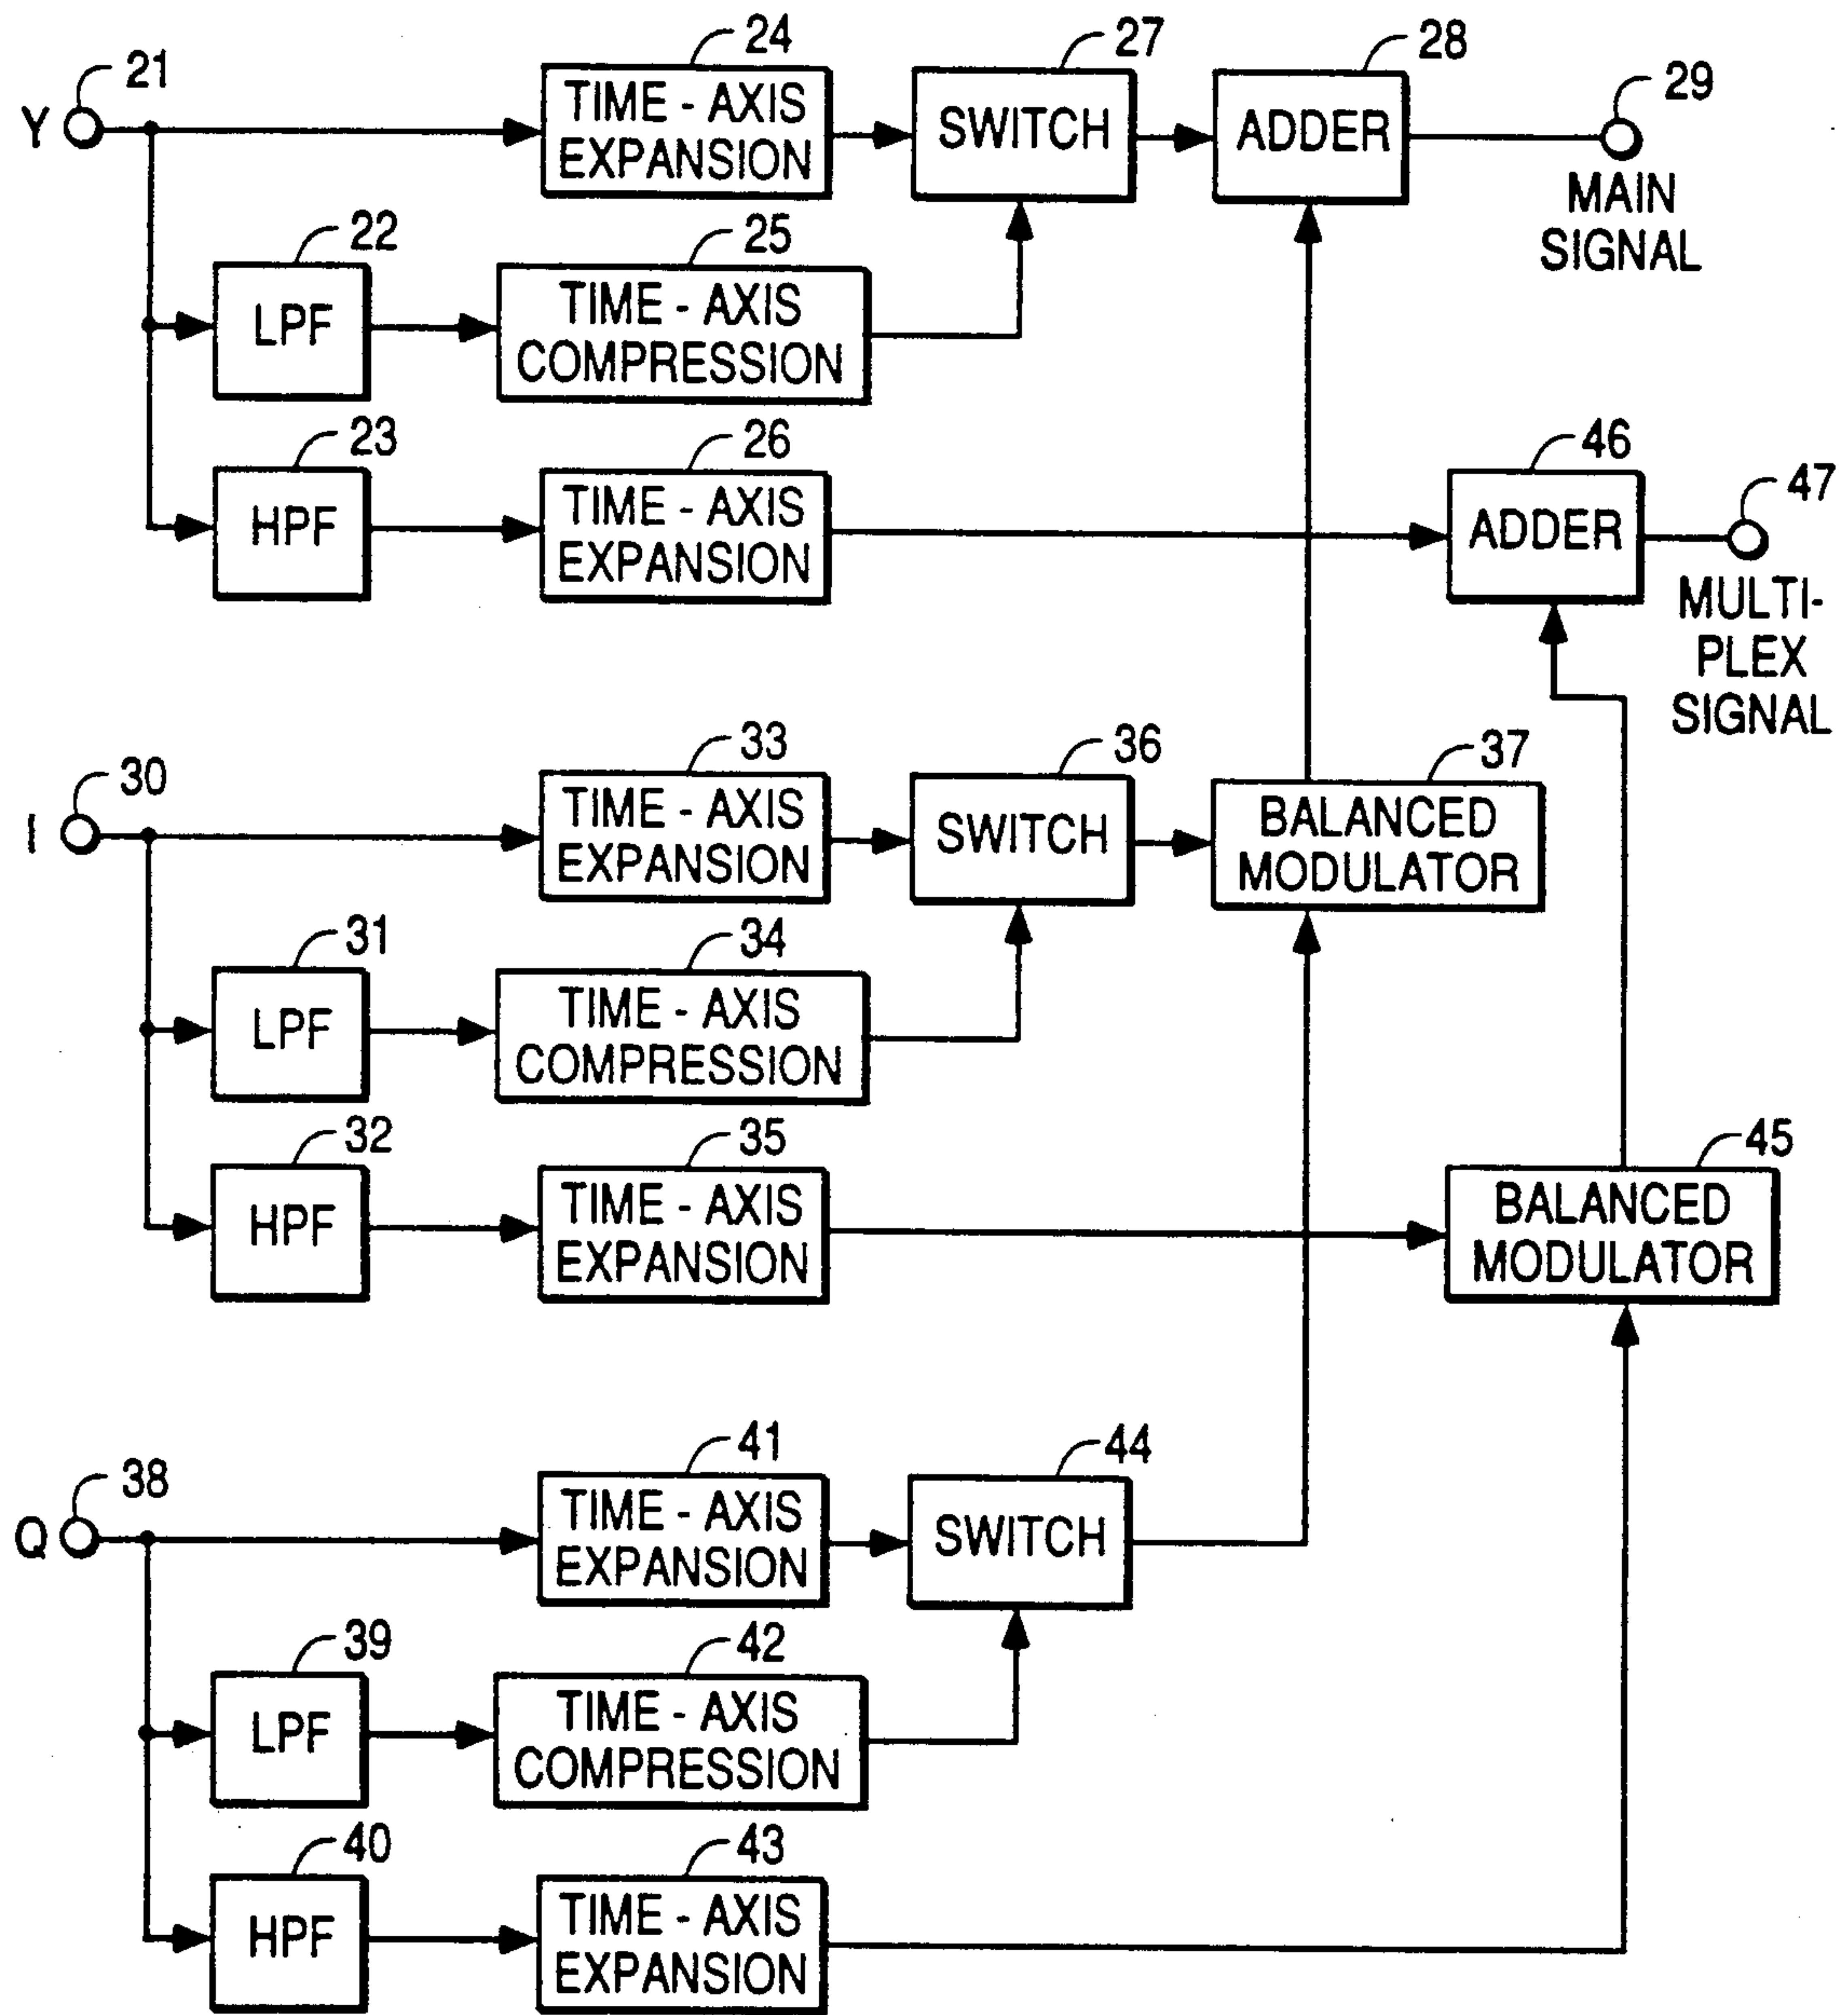 24
27
28
29
21
Y
TIME - AXIS
EXPANSION
SWITCH
ADDER
MAIN
SIGNAL
22
25
LPF
TIME - AXIS
COMPRESSION
23
26
46
47
HPF
TIME - AXIS
EXPANSION
ADDER
MULTI-
PLEX
SIGNAL
33
36
37
30
I
TIME - AXIS
EXPANSION
SWITCH
BALANCED
MODULATOR
31
34
LPF
TIME - AXIS
COMPRESSION
32
35
45
HPF
TIME - AXIS
EXPANSION
BALANCED
MODULATOR
41
44
38
Q
TIME - AXIS
EXPANSION
SWITCH
39
42
LPF
TIME - AXIS
COMPRESSION
40
43
HPF
TIME - AXIS
EXPANSION